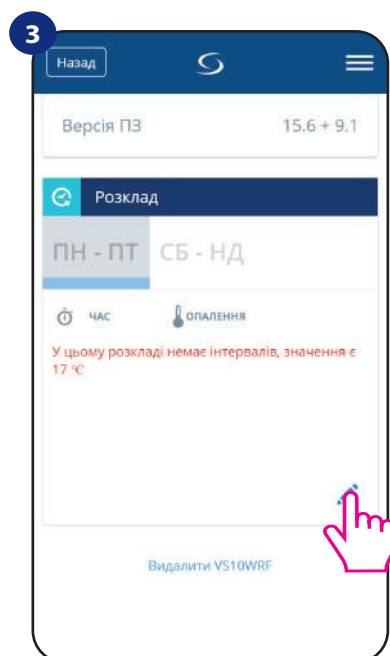 3
Назад
Версія ПЗ 15.6 + 9.1
Розклад
ПН - ПТ СБ - НД
ЧАС ОПАЛЕННЯ
У цьому розкладі немає інтервалів, значення є
17 °C
Видалити VS10WRF